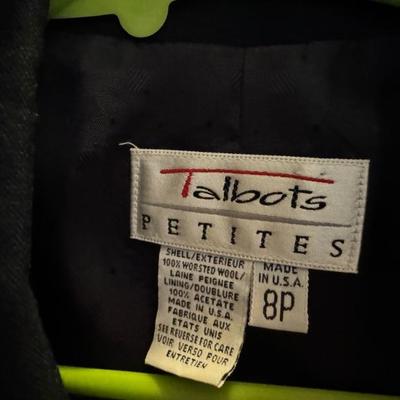 Talbots
PETITES
SHELL/EXTERIEUR
100% WORSTED WOOL/
LAINE PEIGNEE
LINING/DOUBLURE
100% ACETATE
MADE IN U.S.A.
FABRIQUE AUX
ETATS UNIS
SEE REVERSE FOR CARE
VOIR VERSO POUR
ENTRETIEN
MADE
IN U.S.A.
8P